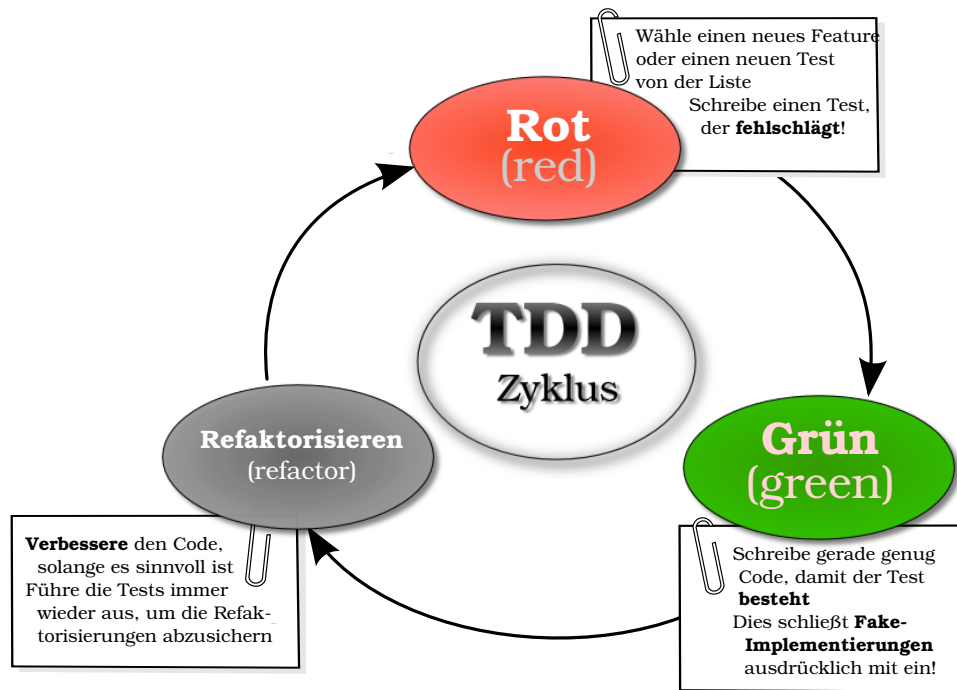 Wähle einen neues Feature
oder einen neuen Test
von der Liste
Schreibe einen Test,
der fehlschlägt!
Rot
(red)
TDD
Zyklus
Grün
(green)
Schreibe gerade genug
Code, damit der Test
besteht
Dies schließt Fake-
Implementierungen
ausdrücklich mit ein!
Refaktorisieren
(refactor)
Verbessere den Code,
solange es sinnvoll ist
Führe die Tests immer
wieder aus, um die Refak-
torisierungen abzusichern